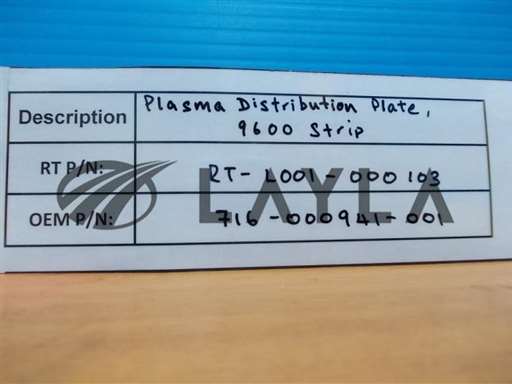 Description
Plasma Distribution Plate,
9600 Strip
RT P/N:
RT-L001-000103
OEM P/N:
716-000941-001
LAYLA